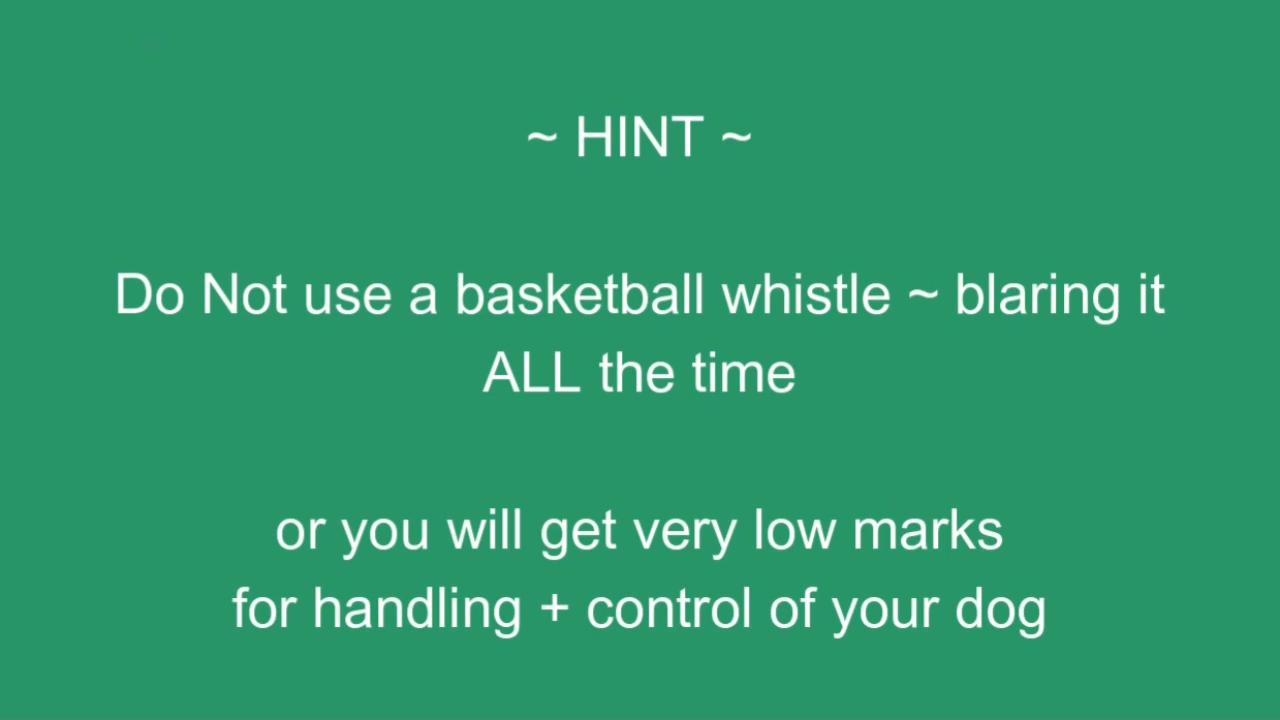 ~ HINT ~
Do Not use a basketball whistle ~ blaring it
ALL the time
or you will get very low marks
for handling + control of your dog